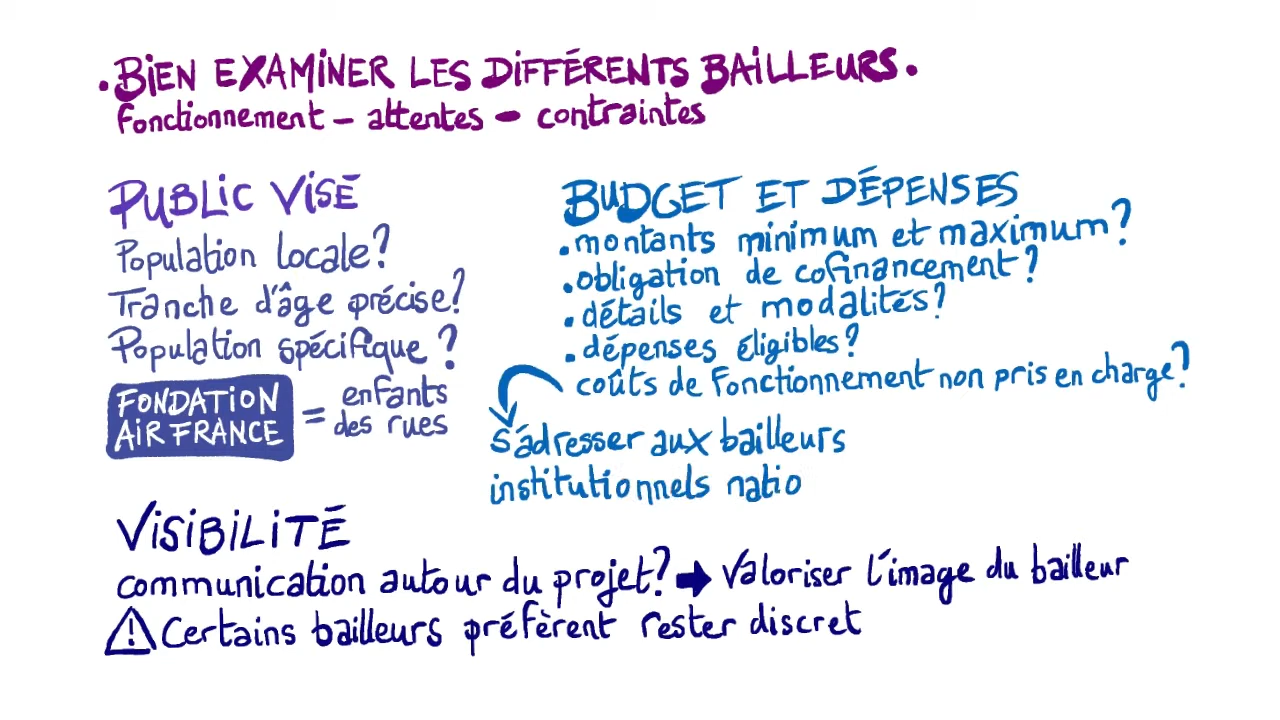 • BIEN EXAMINER LES DIFFÉRENTS BAILLEURS •
fonctionnement – attentes – contraintes
PUBLIC VISÉ
Population locale?
Tranche d'âge précise?
Population spécifique ?
FONDATION
AIR FRANCE
= enfants
des rues
BUDGET ET DÉPENSES
• montants minimum et maximum?
• obligation de cofinancement?
• détails et modalités?
• dépenses éligibles?
coûts de fonctionnement non pris en charge?
s'adresser aux bailleurs
institutionnels natio
VISIBILITÉ
communication autour du projet? ➡ Valoriser l'image du bailleur
⚠ Certains bailleurs préfèrent rester discret